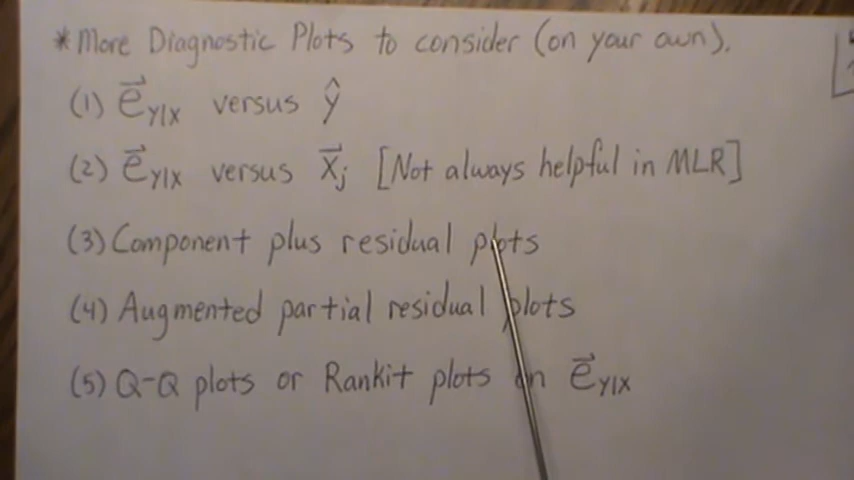 *More Diagnostic Plots to consider (on your own).
(1) e⃗Y|X versus ŷ
(2) e⃗Y|X versus x⃗j [Not always helpful in MLR]
(3) Component plus residual plots
(4) Augmented partial residual plots
(5) Q-Q plots or Rankit plots on e⃗Y|X